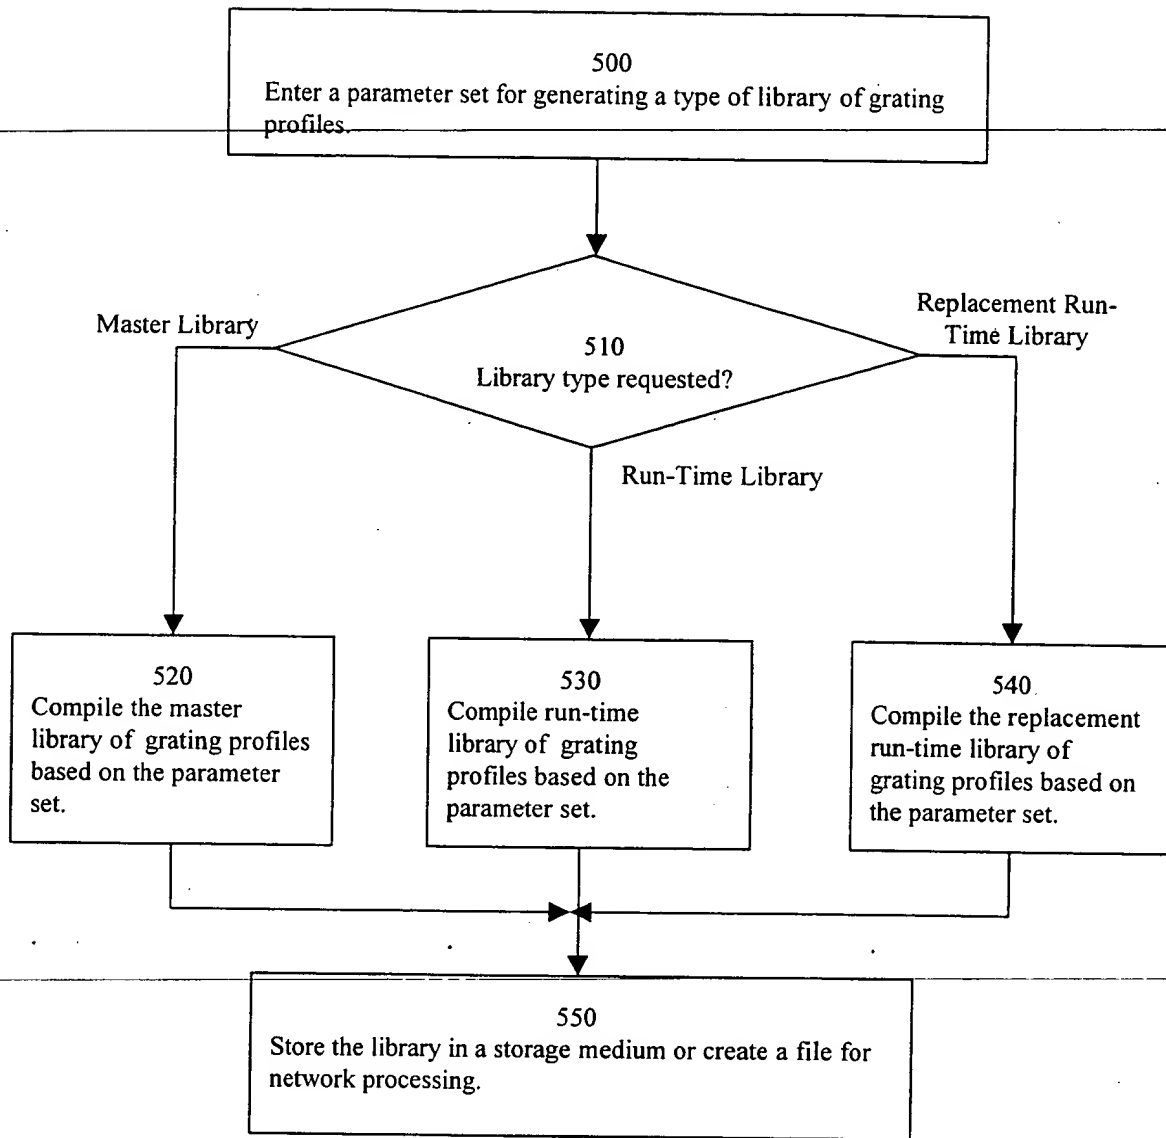 500
Enter a parameter set for generating a type of library of grating
profiles.
Master Library
Replacement Run-
Time Library
510
Library type requested?
Run-Time Library
520
Compile the master
library of grating profiles
based on the parameter
set.
530
Compile run-time
library of grating
profiles based on the
parameter set.
540
Compile the replacement
run-time library of
grating profiles based on
the parameter set.
550
Store the library in a storage medium or create a file for
network processing.